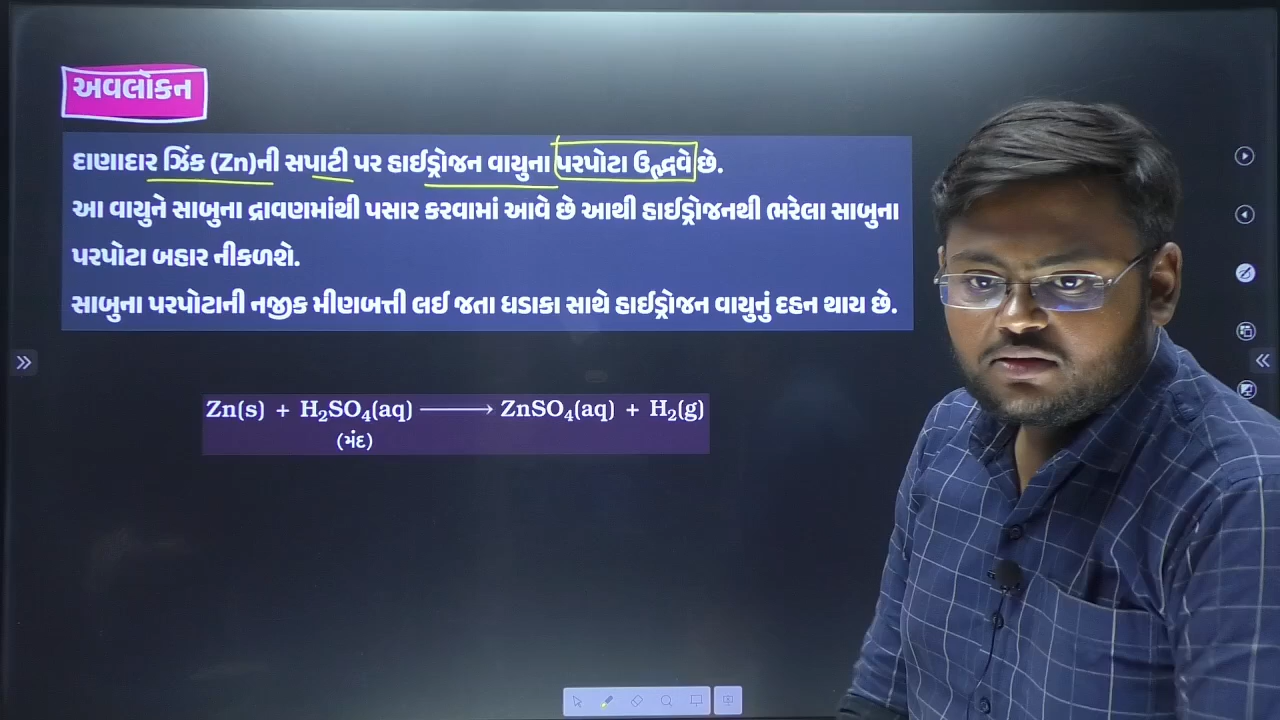 અવલોકન
દાણાદાર ઝિંક (Zn)ની સપાટી પર હાઈડ્રોજન વાયુના પરપોટા ઉદ્ભવે છે.
આ વાયુને સાબુના દ્રાવણમાંથી પસાર કરવામાં આવે છે આથી હાઈડ્રોજનથી ભરેલા સાબુના
પરપોટા બહાર નીકળશે.
સાબુના પરપોટાની નજીક મીણબત્તી લઈ જતા ધડાકા સાથે હાઈડ્રોજન વાયુનું દહન થાય છે.
Zn(s) + H₂SO₄(aq) ⟶ ZnSO₄(aq) + H₂(g)
(મંદ)